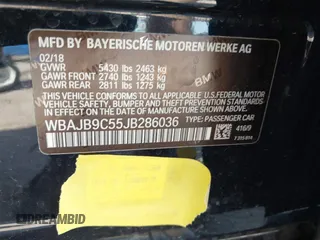 MFD BY BAYERISCHE MOTOREN WERKE AG
02/18
GVWR 5430 lbs 2463 kg
GAWR FRONT 2740 lbs 1243 kg
GAWR REAR 2811 lbs 1275 kg
THIS VEHICLE CONFORMS TO ALL APPLICABLE U.S. FEDERAL MOTOR
VEHICLE SAFETY, BUMPER, AND THEFT PREVENTION STANDARDS IN
EFFECT ON THE DATE OF MANUFACTURE SHOWN ABOVE.
WBAJB9C55JB286036 TYPE: PASSENGER CAR
416/9
DREAMBID